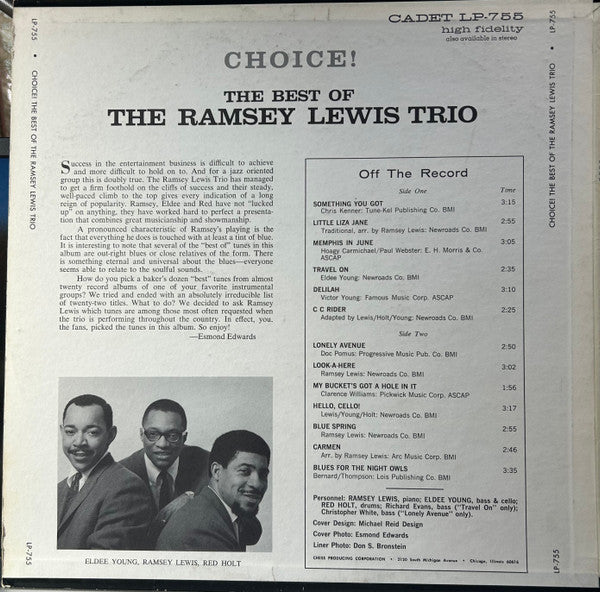 CADET LP-755
high fidelity
also available in stereo
CHOICE!
THE BEST OF
THE RAMSEY LEWIS TRIO
Success in the entertainment business is difficult to achieve
and more difficult to hold on to. And for a jazz oriented
group this is doubly true. The Ramsey Lewis Trio has managed
to get a firm foothold on the cliffs of success and their steady,
well-paced climb to the top gives every indication of a long
reign of popularity. Ramsey, Eldee and Red have not "lucked
up" on anything, they have worked hard to perfect a presenta-
tion that combines great musicianship and showmanship.
A pronounced characteristic of Ramsey's playing is the
fact that everything he does is touched with at least a tint of blue.
It is interesting to note that several of the "best of" tunes in this
album are out-right blues or close relatives of the form. There
is something eternal and universal about the blues—everyone
seems able to relate to the soulful sounds.
How do you pick a baker's dozen "best" tunes from almost
twenty record albums of one of your favorite instrumental
groups? We tried and ended with an absolutely irreducible list
of twenty-two titles. What to do? We decided to ask Ramsey
Lewis which tunes are among those most often requested when
the trio is performing throughout the country. In effect, you,
the fans, picked the tunes in this album. So enjoy!
—Esmond Edwards
ELDEE YOUNG, RAMSEY LEWIS, RED HOLT
Off The Record
Side One Time
SOMETHING YOU GOT 3:15
Chris Kenner: Tune-Kel Publishing Co. BMI
LITTLE LIZA JANE 2:55
Traditional, arr. by Ramsey Lewis: Newroads Co. BMI
MEMPHIS IN JUNE 3:05
Hoagy Carmichael/Paul Webster: E. H. Morris & Co.
ASCAP
TRAVEL ON 2:35
Eldee Young: Newroads Co. BMI
DELILAH 3:10
Victor Young: Famous Music Corp. ASCAP
C C RIDER 2:25
Adapted by Lewis/Holt/Young: Newroads Co. BMI
Side Two
LONELY AVENUE 2:50
Doc Pomus: Progressive Music Pub. Co. BMI
LOOK-A-HERE 3:02
Ramsey Lewis: Newroads Co. BMI
MY BUCKET'S GOT A HOLE IN IT 1:56
Clarence Williams: Pickwick Music Corp. ASCAP
HELLO, CELLO! 3:17
Lewis/Young/Holt: Newroads Co. BMI
BLUE SPRING 2:55
Ramsey Lewis: Newroads Co. BMI
CARMEN 2:46
Arr. by Ramsey Lewis: Arc Music Corp. BMI
BLUES FOR THE NIGHT OWLS 3:35
Bernard/Thompson: Lois Publishing Co. BMI
Personnel: RAMSEY LEWIS, piano; ELDEE YOUNG, bass & cello;
RED HOLT, drums; Richard Evans, bass ("Travel On" only);
Christopher White, bass ("Lonely Avenue" only).
Cover Design: Michael Reid Design
Cover Photo: Esmond Edwards
Liner Photo: Don S. Bronstein
CHESS PRODUCING CORPORATION • 2120 South Michigan Avenue • Chicago, Illinois 60616
LP-755 • CHOICE! THE BEST OF THE RAMSEY LEWIS TRIO LP-755
LP-755 • CHOICE! THE BEST OF THE RAMSEY LEWIS TRIO • LP-755